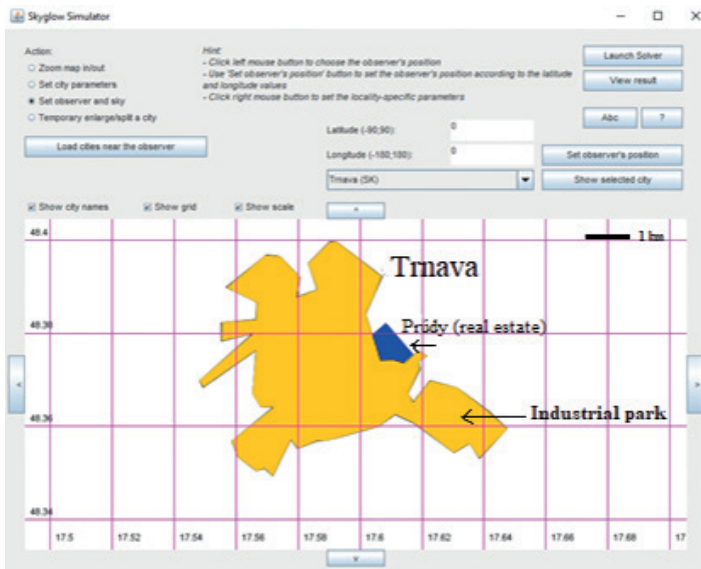 Skyglow Simulator
Action:
Zoom map in/out
Set city parameters
Set observer and sky
Temporary enlarge/split a city
Load cities near the observer
Hint:
- Click left mouse button to choose the observer's position
- Use 'Set observer's position' button to set the observer's position according to the latitude
and longitude values
- Click right mouse button to set the locality-specific parameters
Launch Solver
View result
Abc ?
Latitude (-90;90): 0
Longitude (-180;180): 0
Set observer's position
Trnava (SK)
Show selected city
Show city names Show grid Show scale ^
48.4
1 km
Trnava
48.38
Prúdy (real estate)
< >
Industrial park
48.36
48.34
17.5 17.52 17.54 17.56 17.58 17.6 17.62 17.64 17.66 17.68 17.7
v